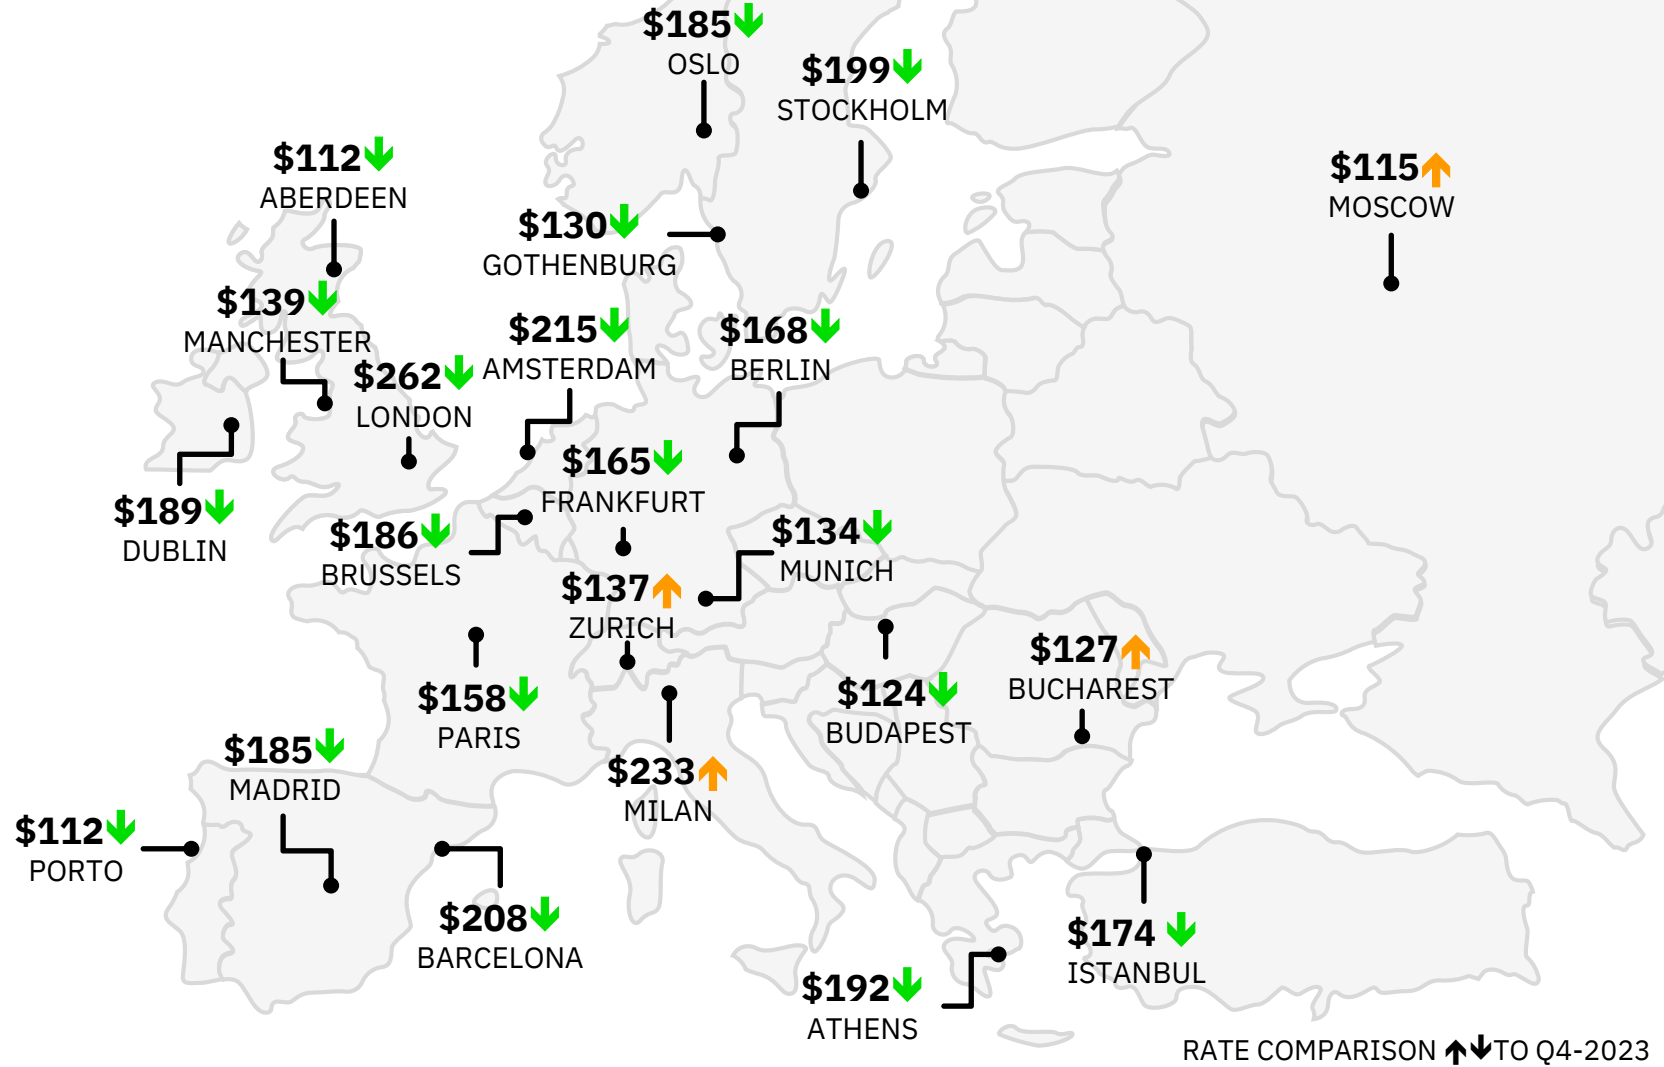 $185
OSLO
$199
STOCKHOLM
$112
ABERDEEN
$115
MOSCOW
$130
GOTHENBURG
$139
MANCHESTER
$215
AMSTERDAM
$168
BERLIN
$262
LONDON
$165
FRANKFURT
$189
DUBLIN
$186
BRUSSELS
$134
MUNICH
$137
ZURICH
$127
BUCHAREST
$158
PARIS
$124
BUDAPEST
$185
MADRID
$233
MILAN
$112
PORTO
$208
BARCELONA
$174
ISTANBUL
$192
ATHENS
RATE COMPARISON ↑↓TO Q4-2023